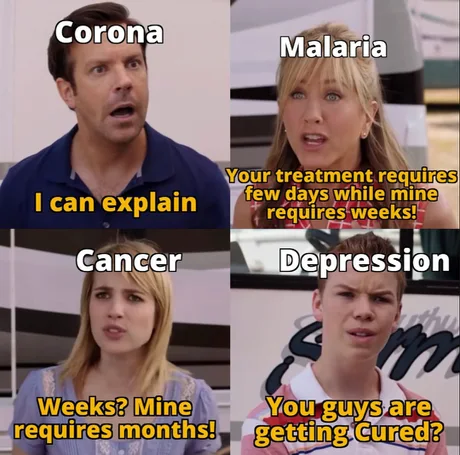 Corona
I can explain
Malaria
Your treatment requires
few days while mine
requires weeks!
Cancer
Weeks? Mine
requires months!
Depression
You guys are
getting Cured?